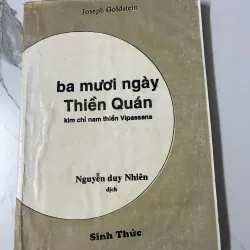 Joseph Goldstein
ba mươi ngày
Thiền Quán
kim chỉ nam thiền Vipassana
Nguyễn duy Nhiên
dịch
Sinh Thức